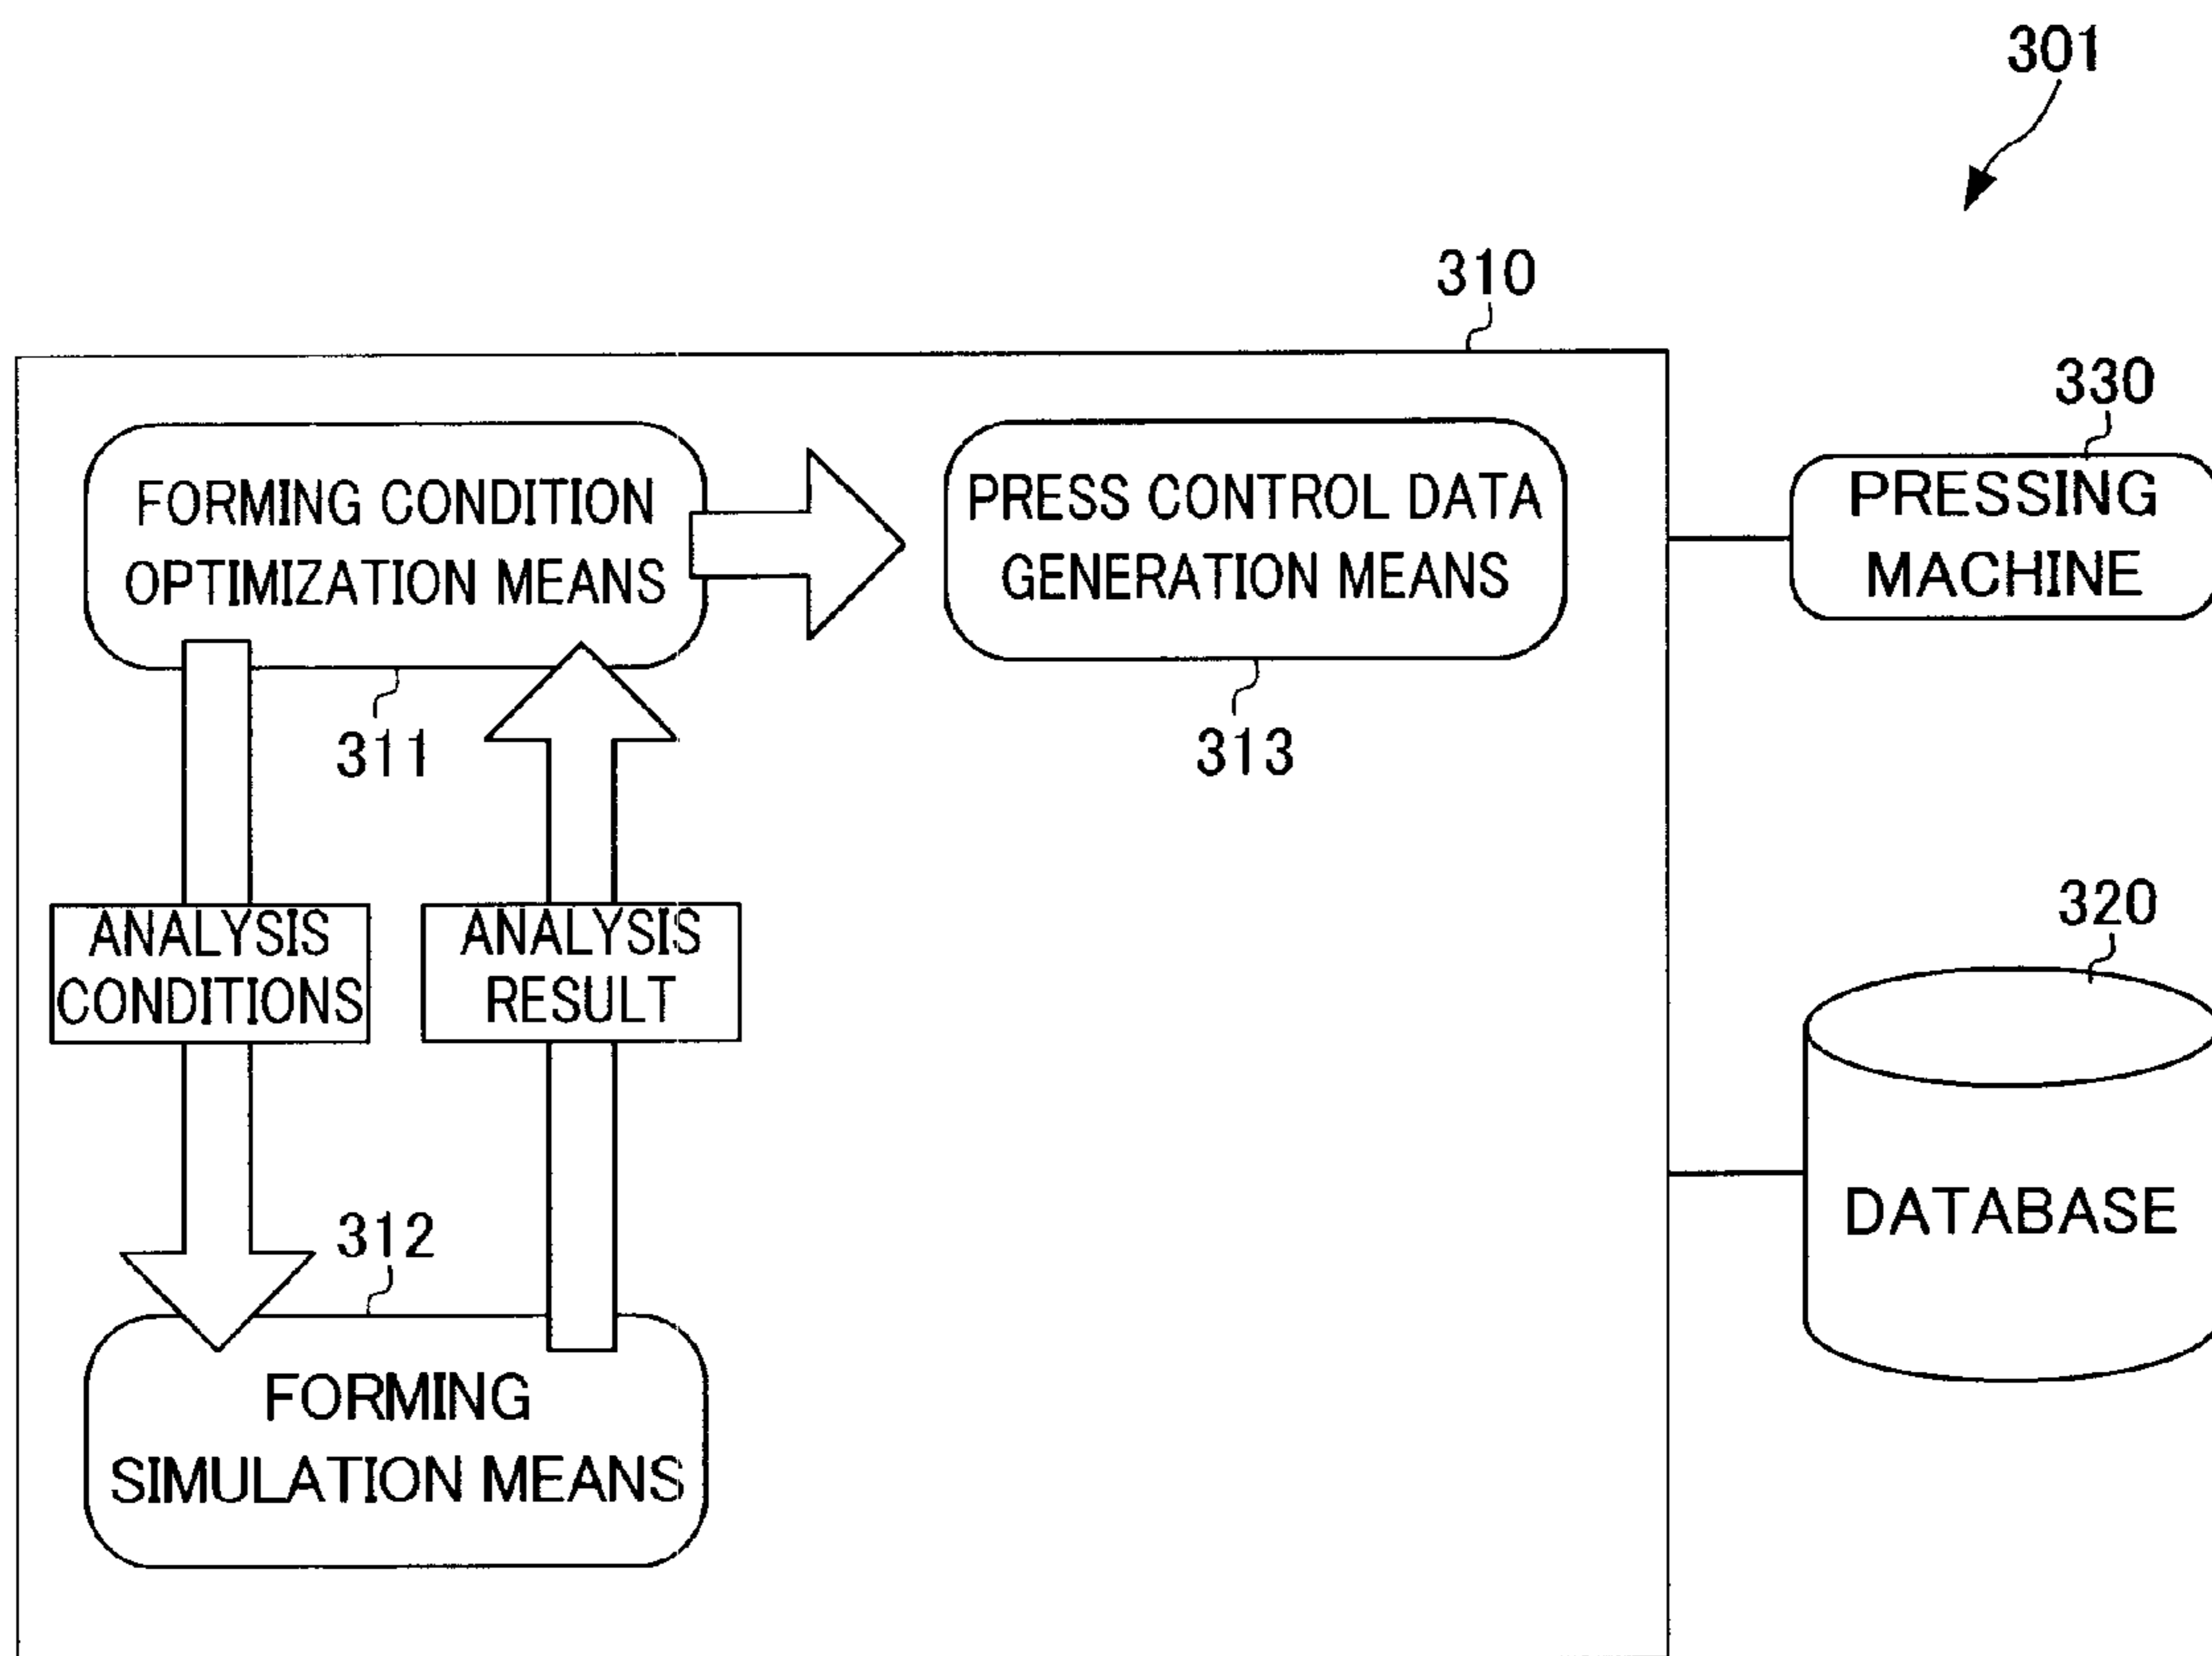 301
310
330
FORMING CONDITION
OPTIMIZATION MEANS
PRESS CONTROL DATA
GENERATION MEANS
PRESSING
MACHINE
311
313
ANALYSIS
CONDITIONS
ANALYSIS
RESULT
320
DATABASE
312
FORMING
SIMULATION MEANS